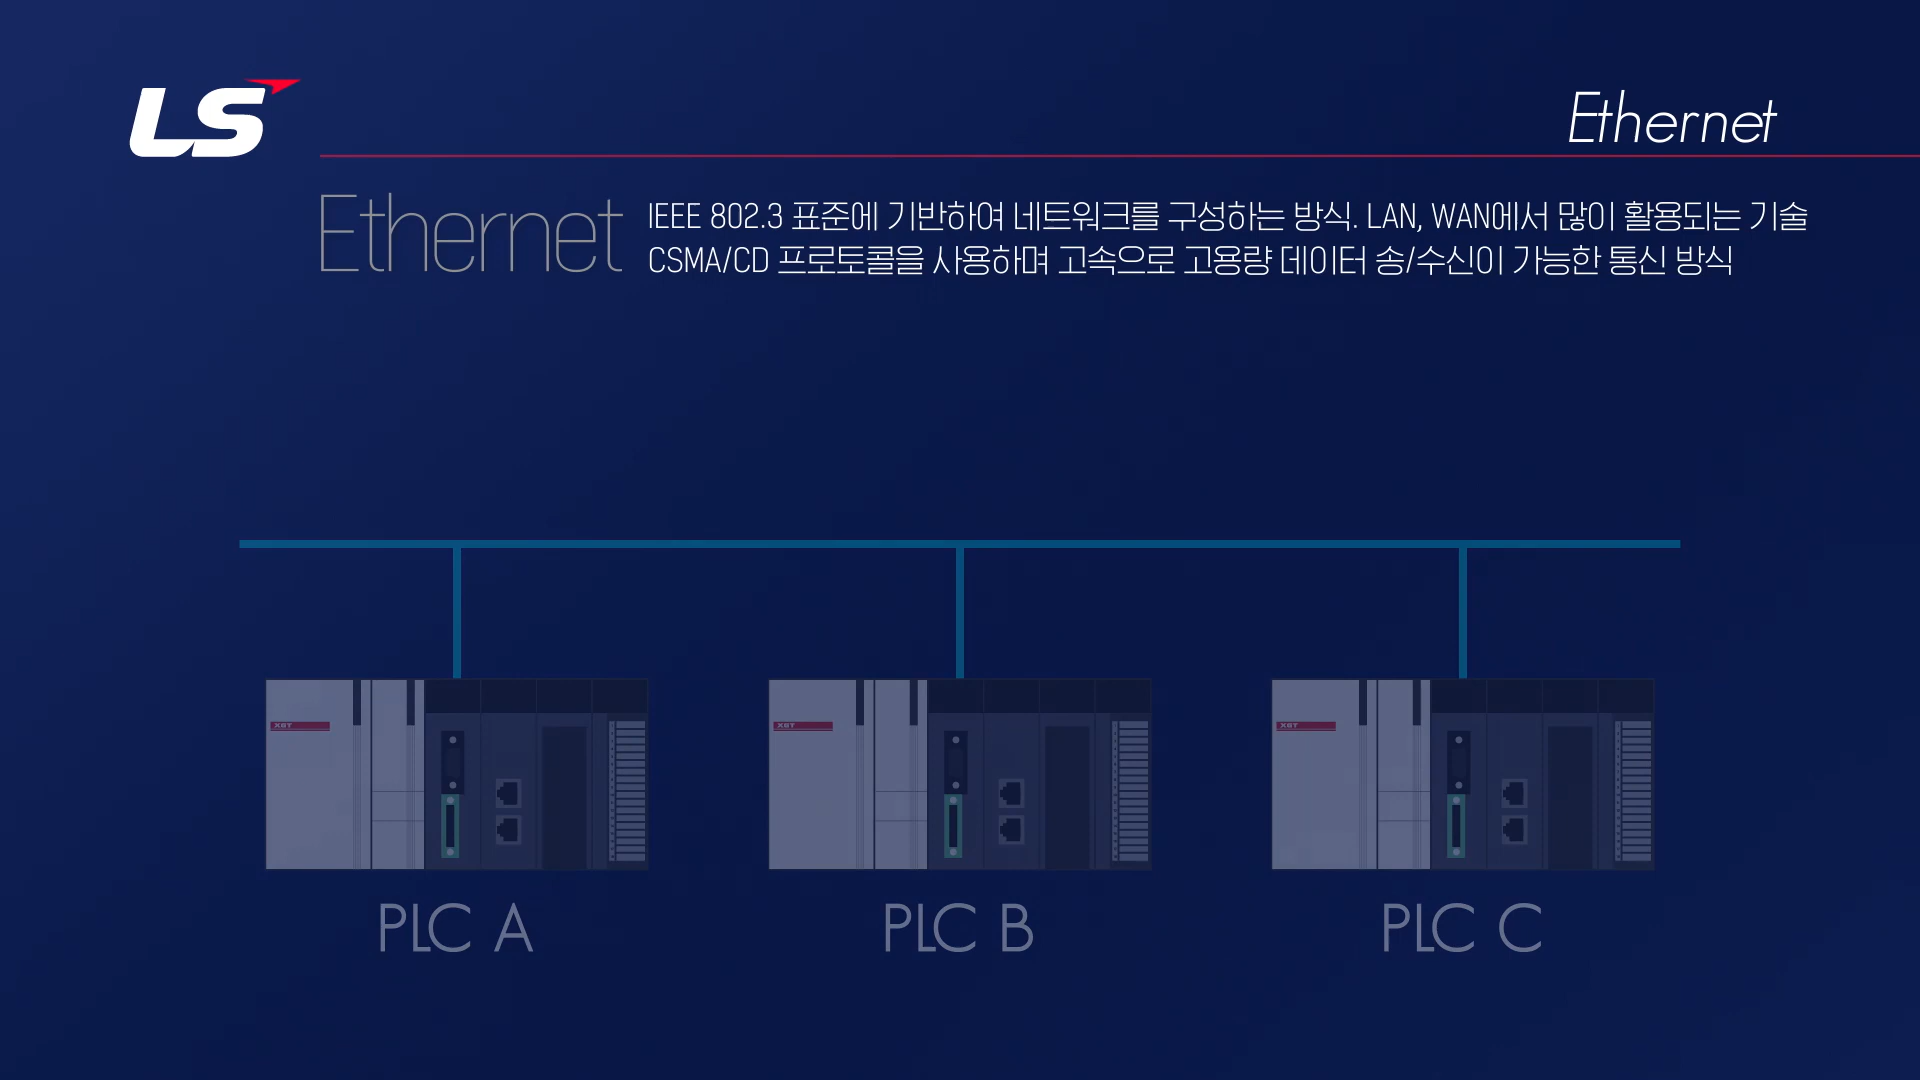 LS
Ethernet
Ethernet
IEEE 802.3 표준에 기반하여 네트워크를 구성하는 방식. LAN, WAN에서 많이 활용되는 기술
CSMA/CD 프로토콜을 사용하며 고속으로 고용량 데이터 송/수신이 가능한 통신 방식
XGT
XGT
XGT
PLC A
PLC B
PLC C